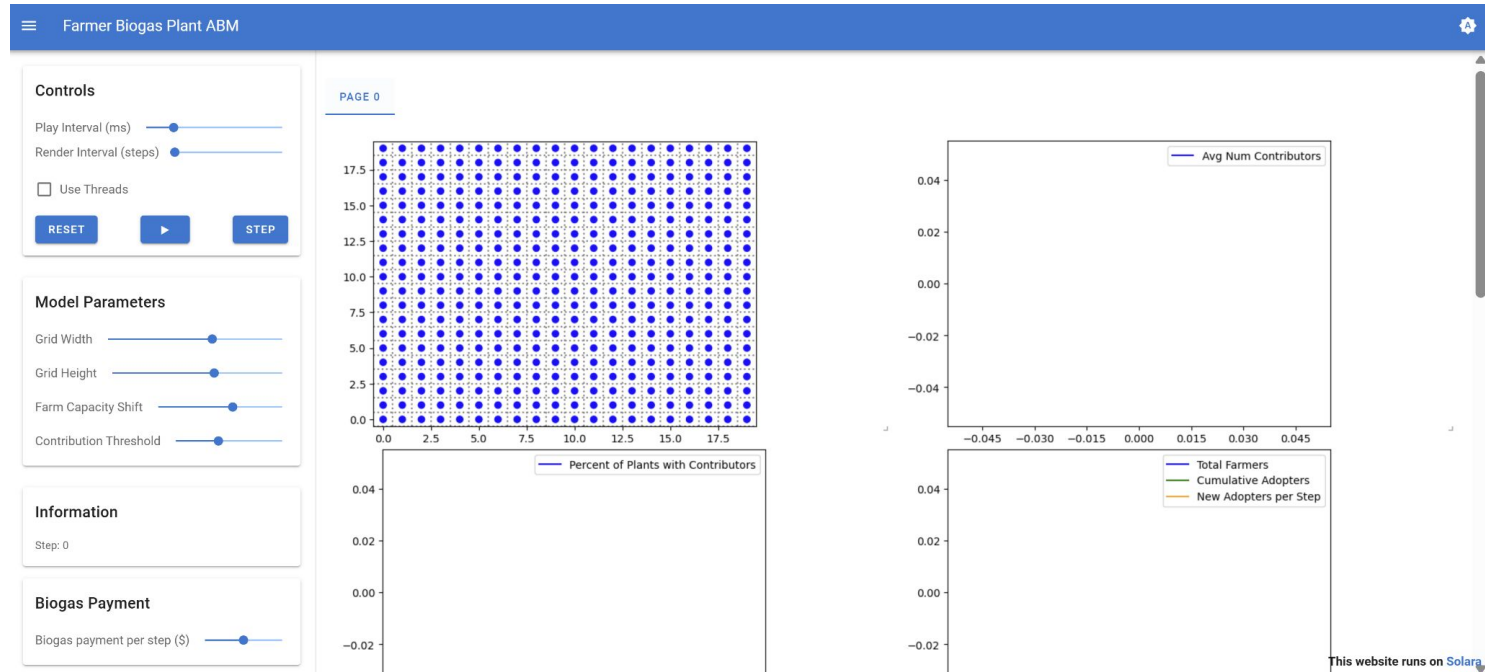 Farmer Biogas Plant ABM
A
Controls
Play Interval (ms)
Render Interval (steps)
Use Threads
RESET
STEP
Model Parameters
Grid Width
Grid Height
Farm Capacity Shift
Contribution Threshold
Information
Step: 0
Biogas Payment
Biogas payment per step ($)
PAGE 0
17.5
15.0
12.5
10.0
7.5
5.0
2.5
0.0
0.0 2.5 5.0 7.5 10.0 12.5 15.0 17.5
Avg Num Contributors
0.04
0.02
0.00
−0.02
−0.04
−0.045 −0.030 −0.015 0.000 0.015 0.030 0.045
Percent of Plants with Contributors
0.04
0.02
0.00
−0.02
Total Farmers
Cumulative Adopters
New Adopters per Step
0.04
0.02
0.00
−0.02
This website runs on Solara